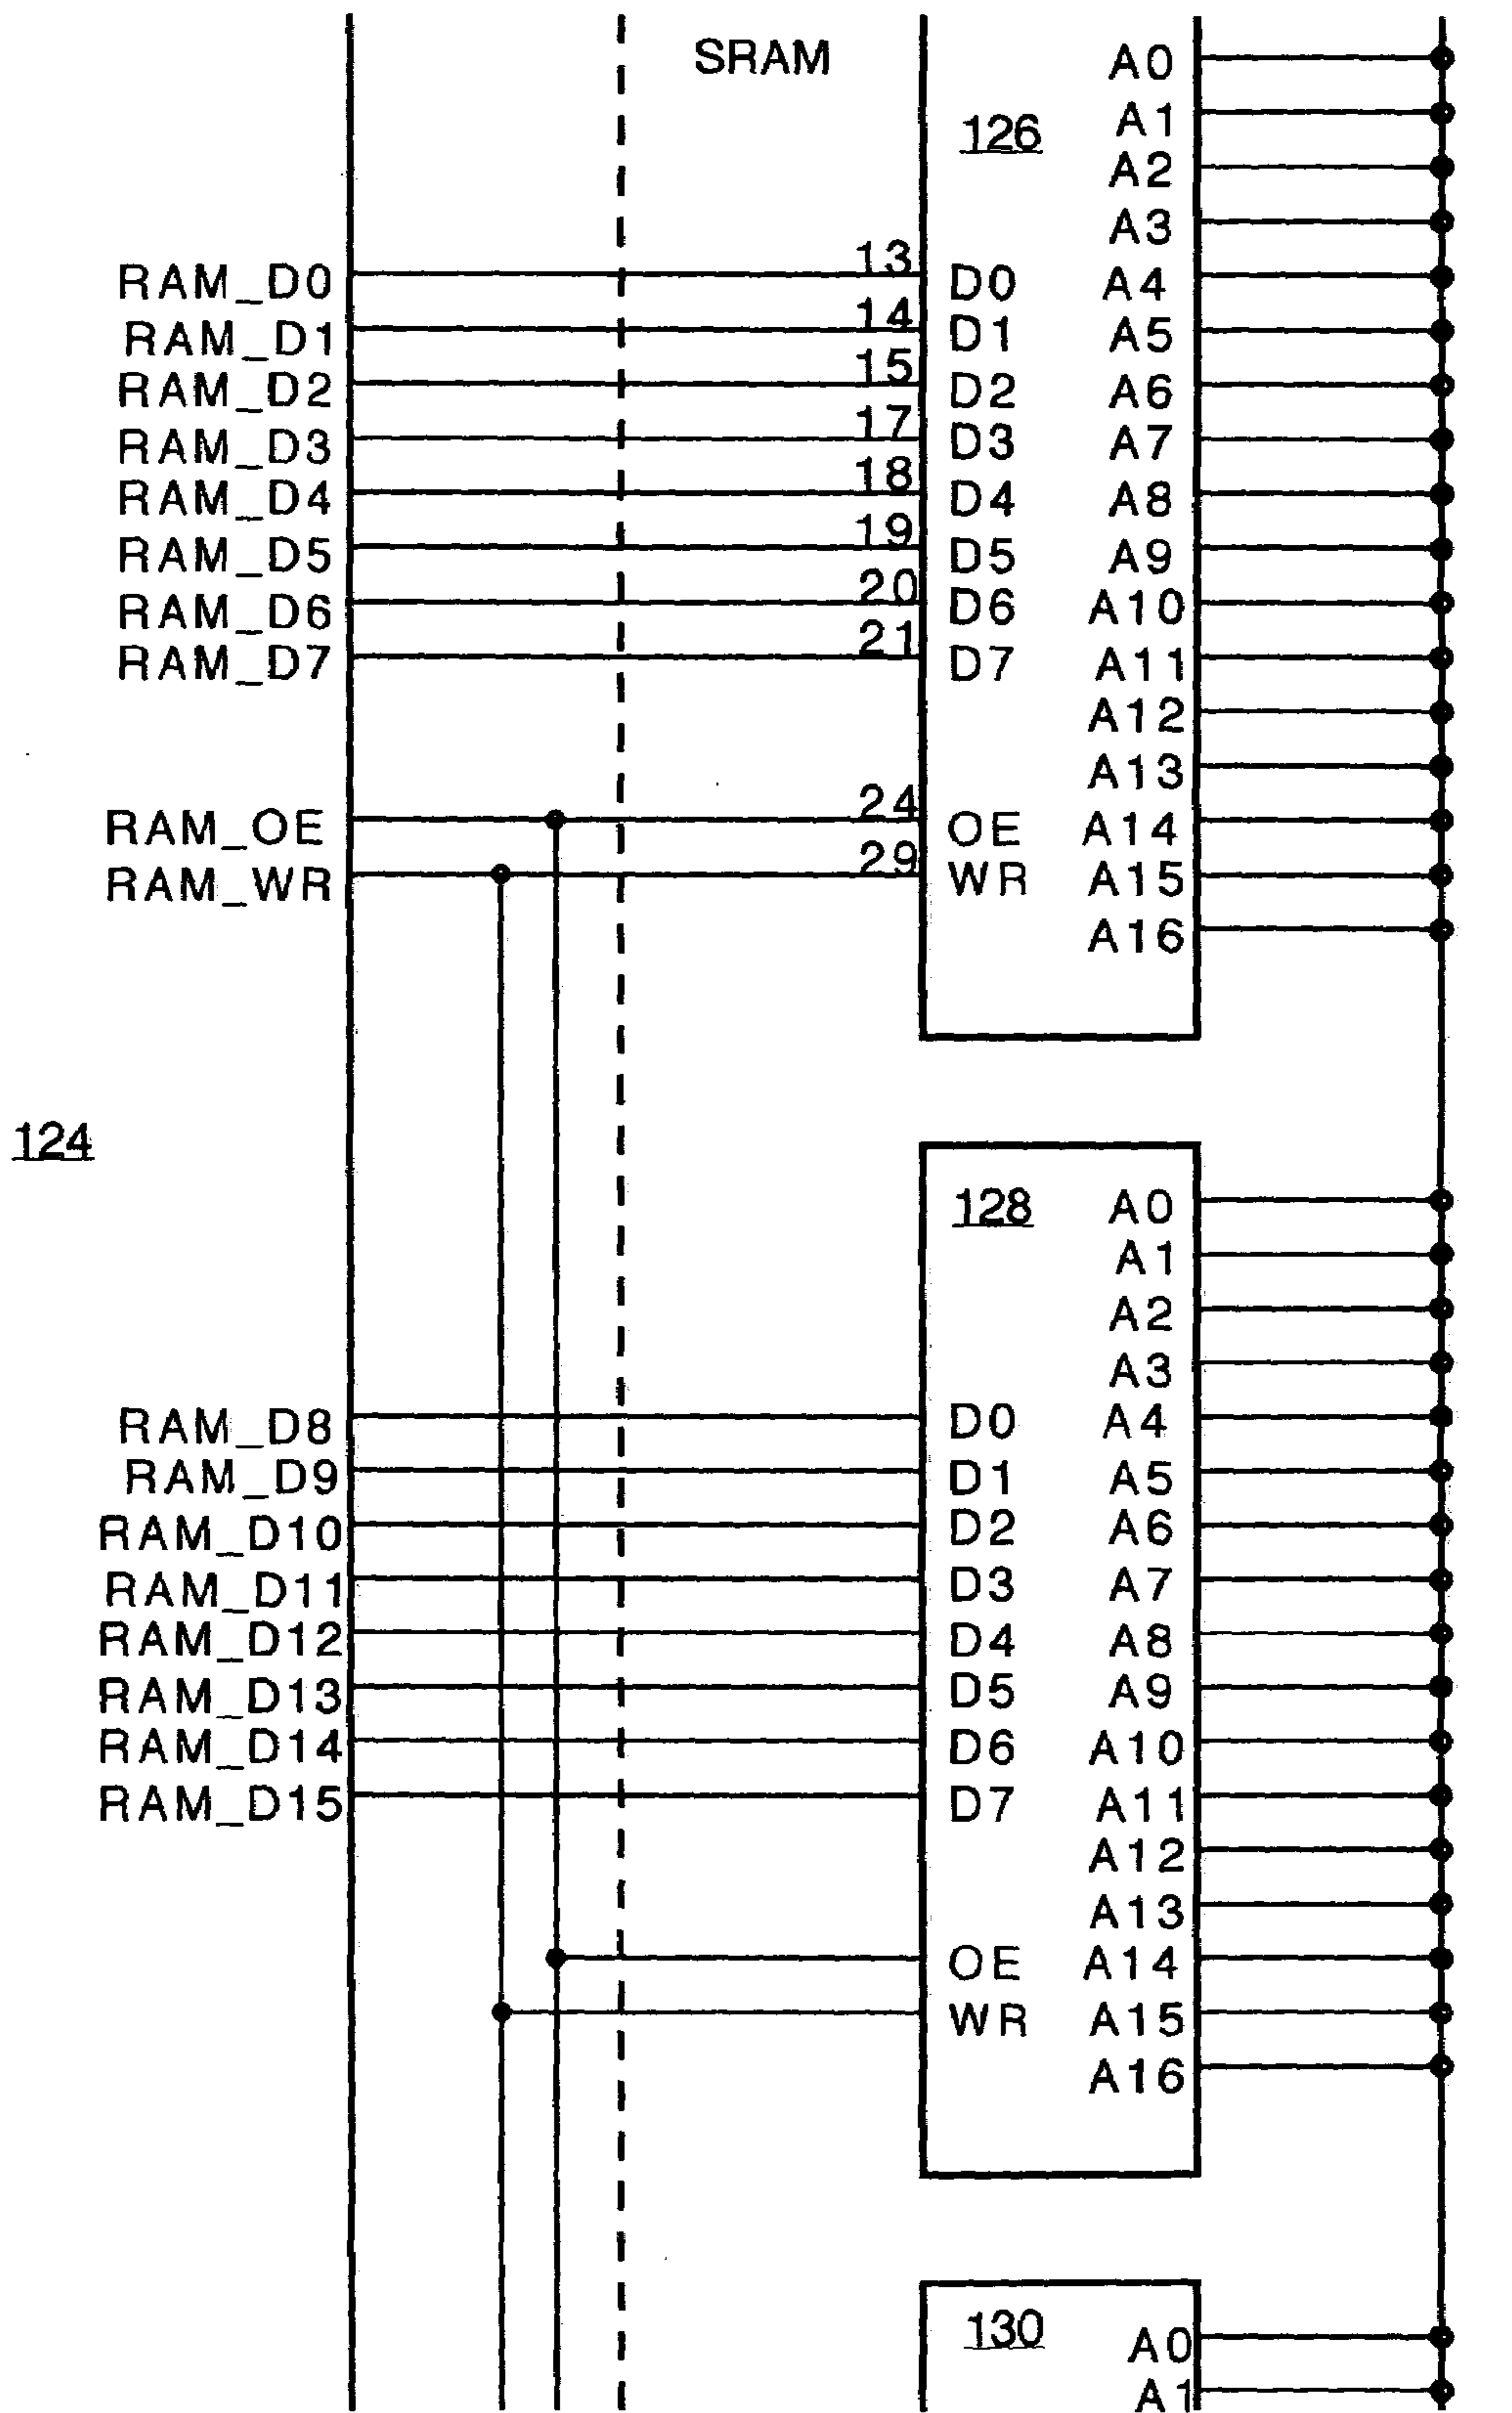 SRAM A0
126 A1
A2
A3
RAM_D0 13 D0 A4
RAM_D1 14 D1 A5
RAM_D2 15 D2 A6
RAM_D3 17 D3 A7
RAM_D4 18 D4 A8
RAM_D5 19 D5 A9
RAM_D6 20 D6 A10
RAM_D7 21 D7 A11
A12
A13
RAM_OE 24 OE A14
RAM_WR 29 WR A15
A16
124
128 A0
A1
A2
A3
RAM_D8 D0 A4
RAM_D9 D1 A5
RAM_D10 D2 A6
RAM_D11 D3 A7
RAM_D12 D4 A8
RAM_D13 D5 A9
RAM_D14 D6 A10
RAM_D15 D7 A11
A12
A13
OE A14
WR A15
A16
130 A0
A1